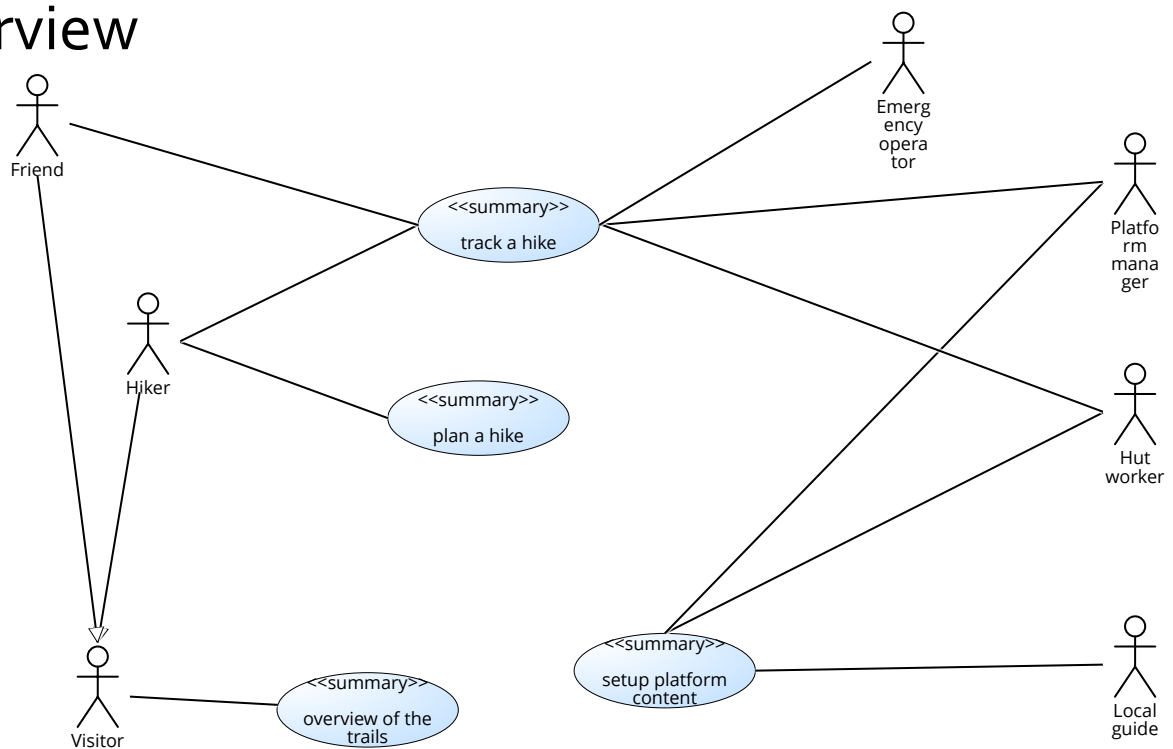 rview
Friend
Emerg
ency
opera
tor
Platfo
rm
mana
ger
<<summary>>
track a hike
Hiker
<<summary>>
plan a hike
Hut
worker
<<summary>>
setup platform
content
<<summary>>
overview of the
trails
Visitor
Local
guide